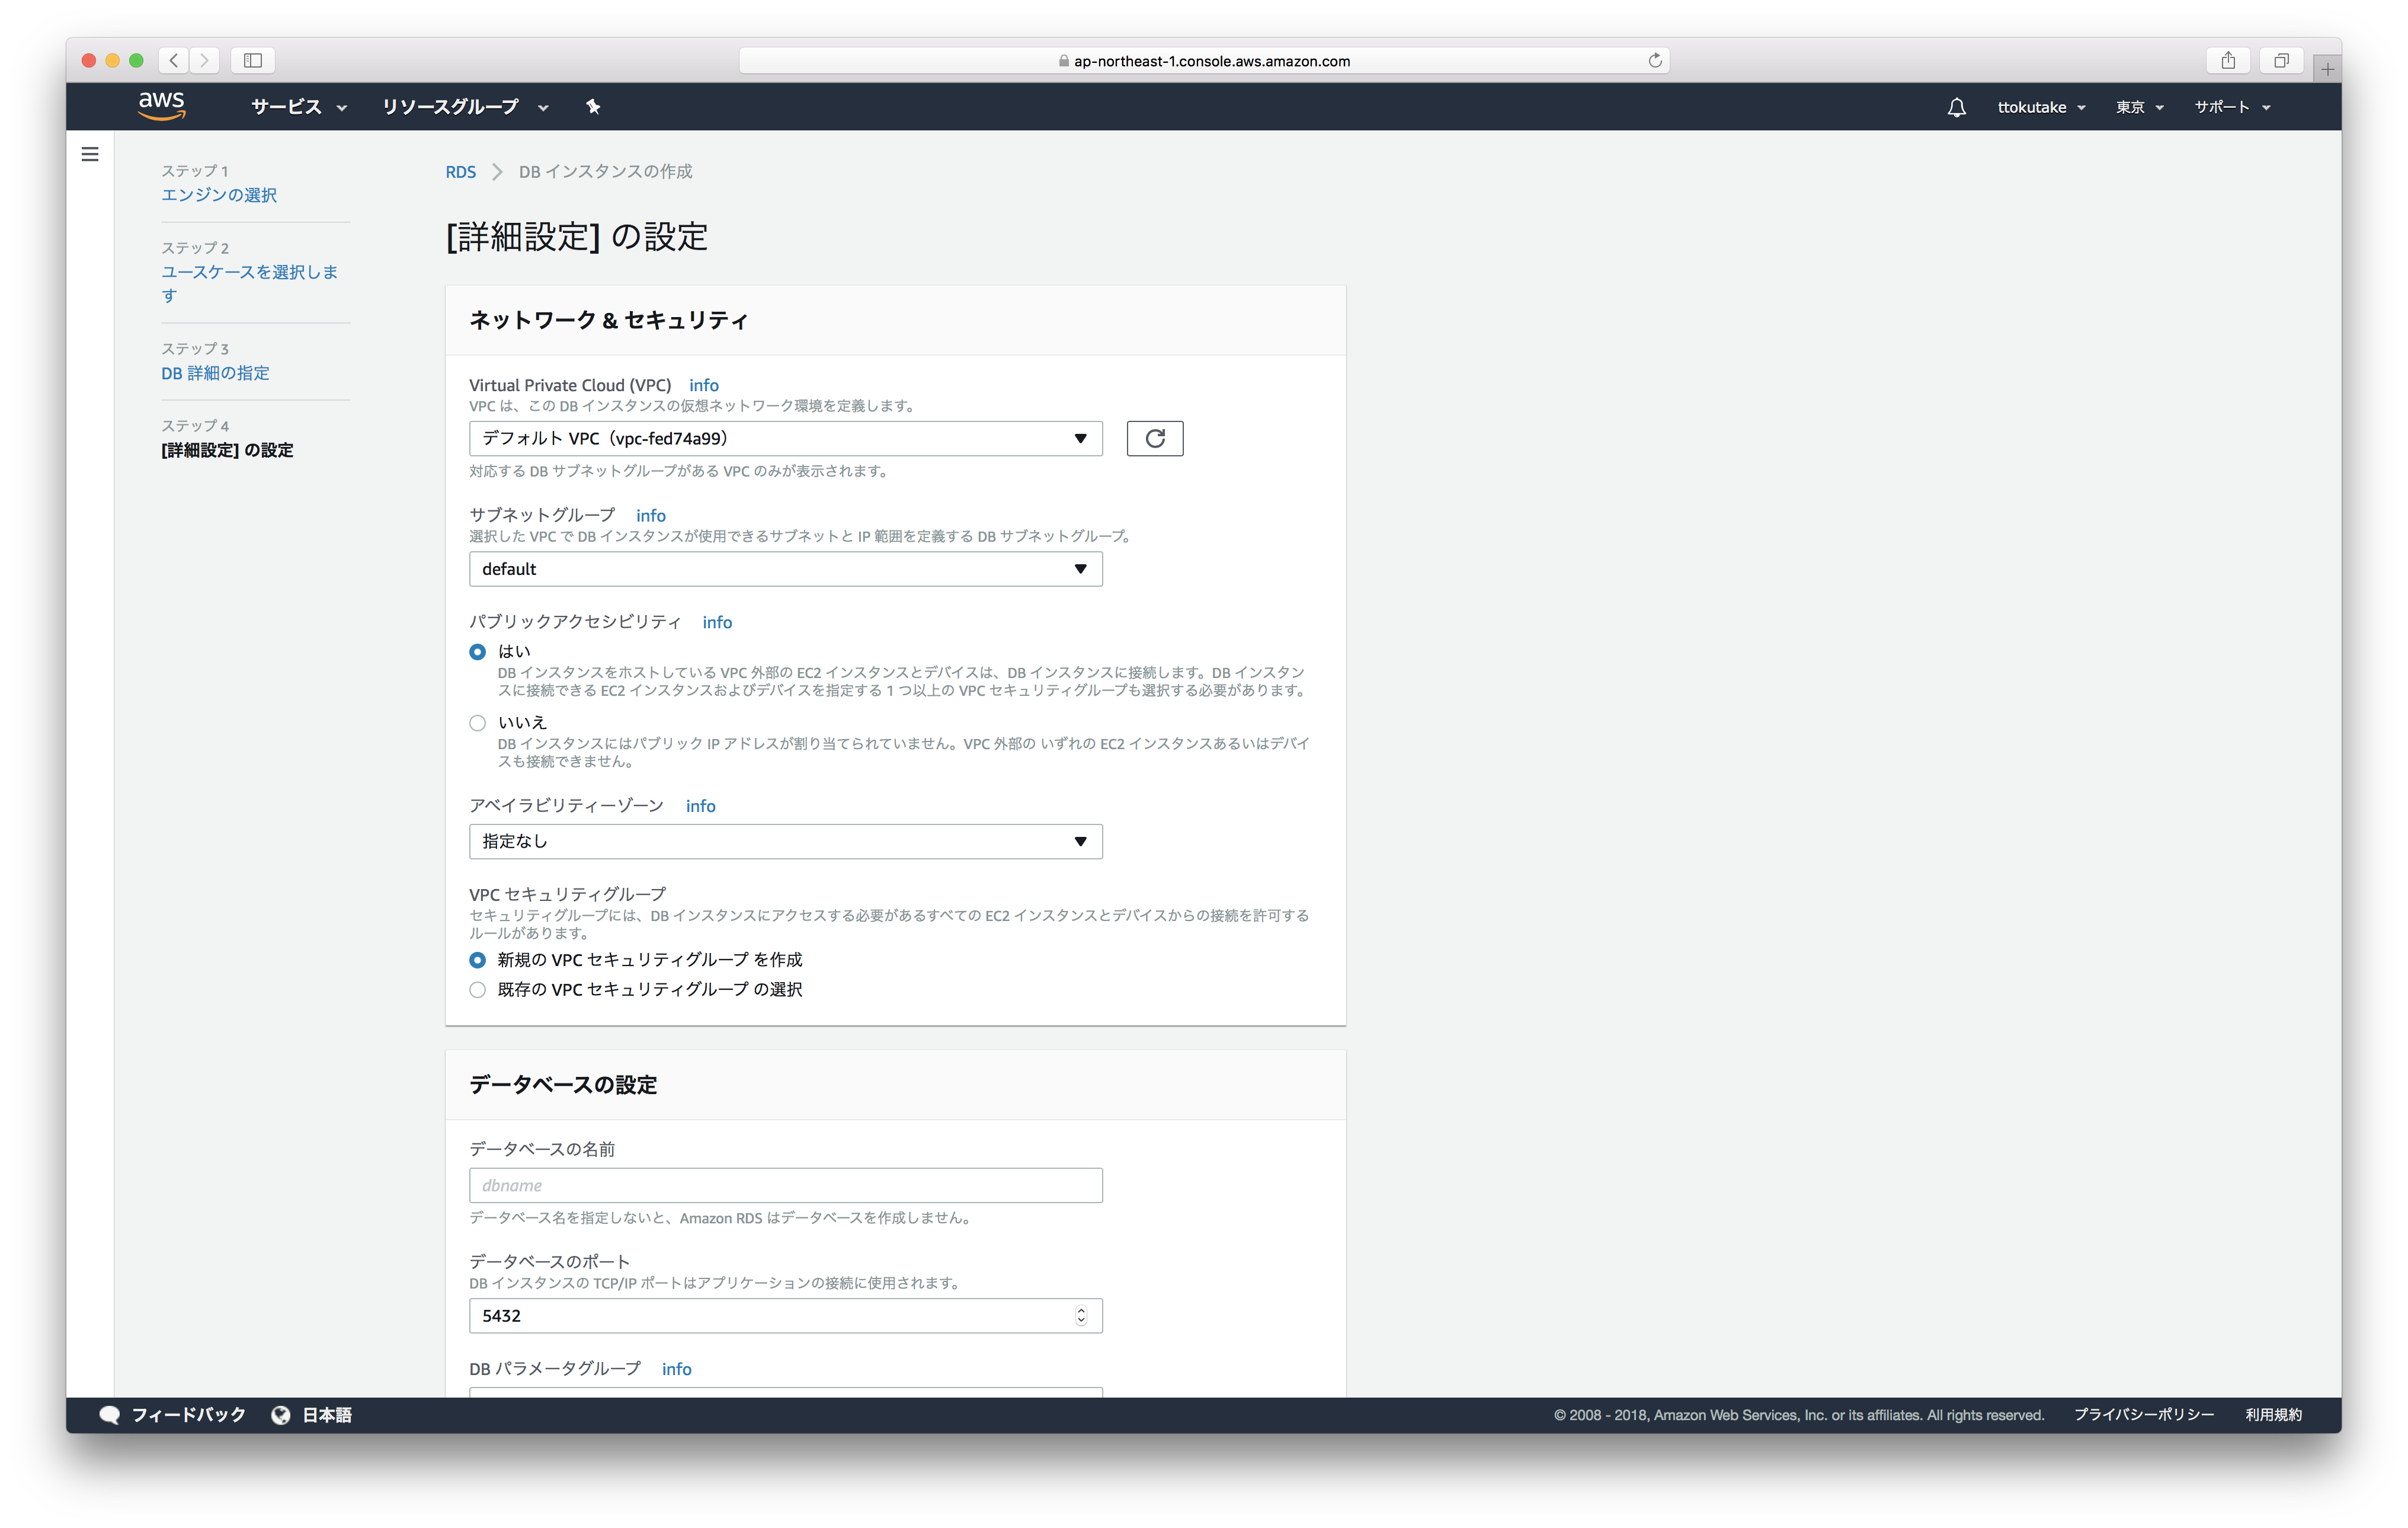 ap-northeast-1.console.aws.amazon.com
aws
サービス
リソースグループ
ttokutake
東京
サポート
ステップ 1
エンジンの選択
ステップ 2
ユースケースを選択しま
す
ステップ 3
DB 詳細の指定
ステップ 4
[詳細設定] の設定
RDS
DB インスタンスの作成
[詳細設定] の設定
ネットワーク & セキュリティ
Virtual Private Cloud (VPC) info
VPC は、この DB インスタンスの仮想ネットワーク環境を定義します。
デフォルト VPC（vpc-fed74a99）
対応する DB サブネットグループがある VPC のみが表示されます。
サブネットグループ info
選択した VPC で DB インスタンスが使用できるサブネットと IP 範囲を定義する DB サブネットグループ。
default
パブリックアクセシビリティ info
はい
DB インスタンスをホストしている VPC 外部の EC2 インスタンスとデバイスは、DB インスタンスに接続します。DB インスタン
スに接続できる EC2 インスタンスおよびデバイスを指定する 1 つ以上の VPC セキュリティグループも選択する必要があります。
いいえ
DB インスタンスにはパブリック IP アドレスが割り当てられていません。VPC 外部の いずれの EC2 インスタンスあるいはデバイ
スも接続できません。
アベイラビリティーゾーン info
指定なし
VPC セキュリティグループ
セキュリティグループには、DB インスタンスにアクセスする必要があるすべての EC2 インスタンスとデバイスからの接続を許可する
ルールがあります。
新規の VPC セキュリティグループ を作成
既存の VPC セキュリティグループ の選択
データベースの設定
データベースの名前
dbname
データベース名を指定しないと、Amazon RDS はデータベースを作成しません。
データベースのポート
DB インスタンスの TCP/IP ポートはアプリケーションの接続に使用されます。
5432
DB パラメータグループ info
フィードバック
日本語
© 2008 - 2018, Amazon Web Services, Inc. or its affiliates. All rights reserved.
プライバシーポリシー
利用規約